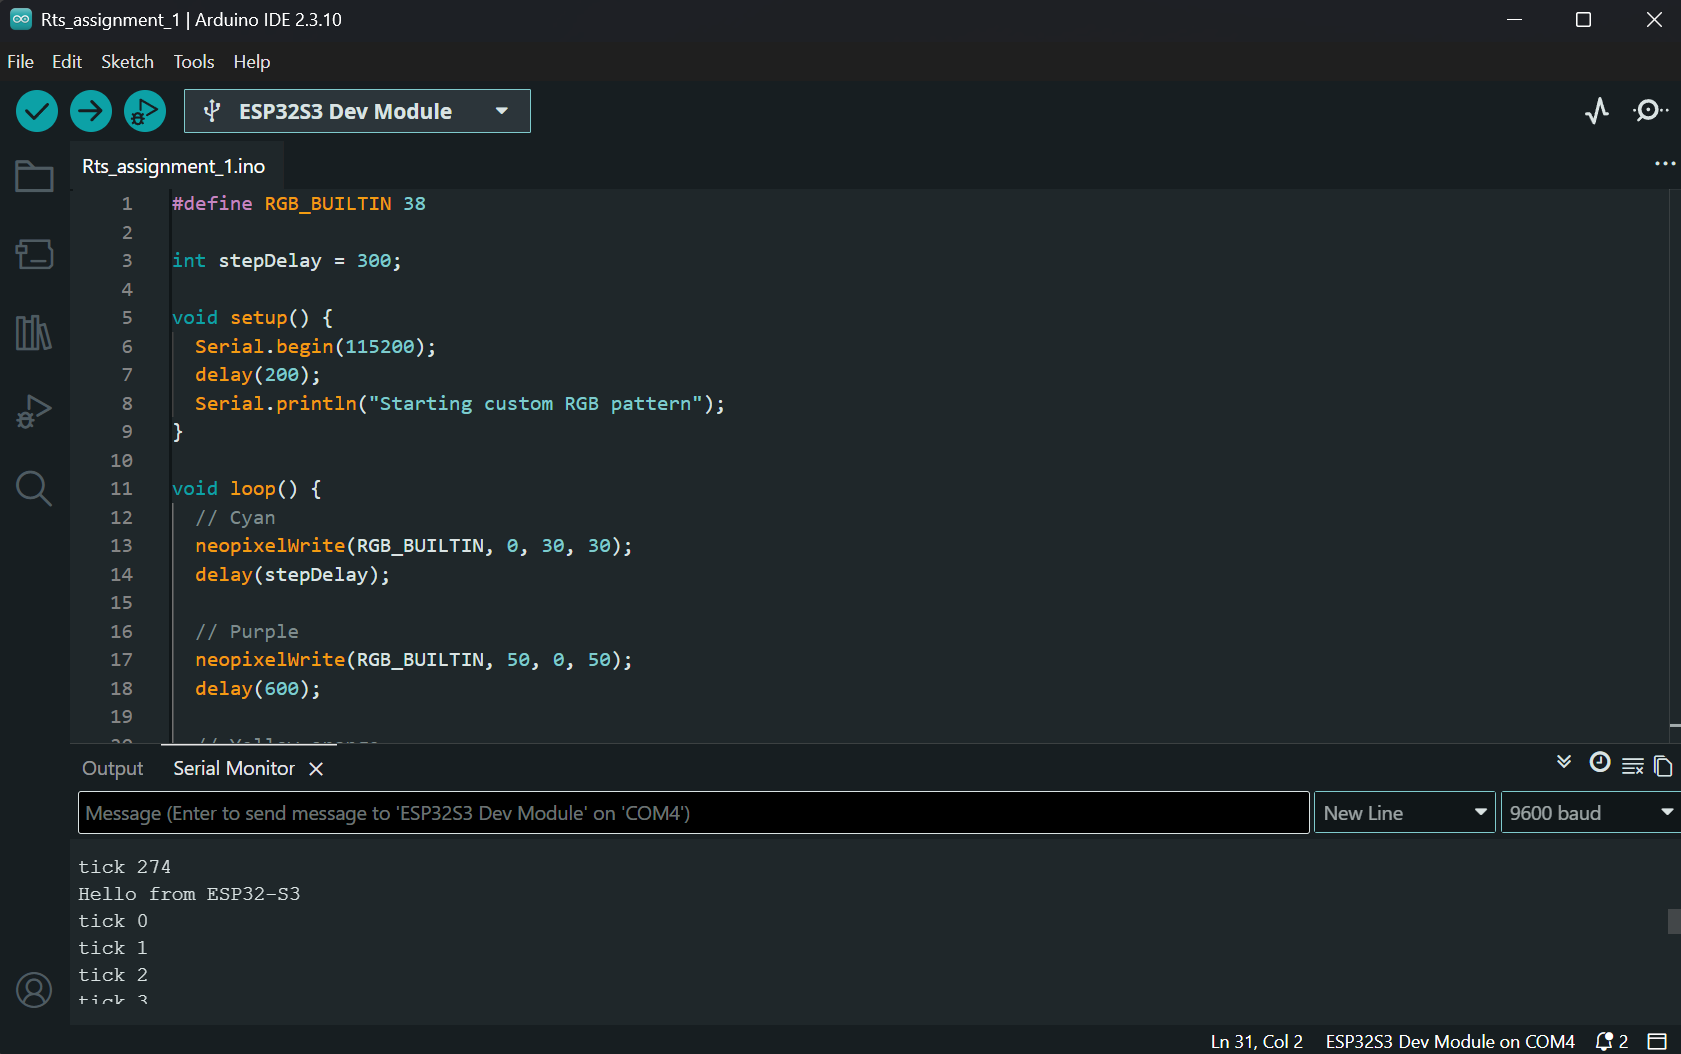 Rts_assignment_1 | Arduino IDE 2.3.10
File Edit Sketch Tools Help
ESP32S3 Dev Module
Rts_assignment_1.ino
1 #define RGB_BUILTIN 38
2
3 int stepDelay = 300;
4
5 void setup() {
6 Serial.begin(115200);
7 delay(200);
8 Serial.println("Starting custom RGB pattern");
9 }
10
11 void loop() {
12 // Cyan
13 neopixelWrite(RGB_BUILTIN, 0, 30, 30);
14 delay(stepDelay);
15
16 // Purple
17 neopixelWrite(RGB_BUILTIN, 50, 0, 50);
18 delay(600);
19
Output Serial Monitor
Message (Enter to send message to 'ESP32S3 Dev Module' on 'COM4') New Line 9600 baud
tick 274
Hello from ESP32-S3
tick 0
tick 1
tick 2
tick 3
Ln 31, Col 2 ESP32S3 Dev Module on COM4 2